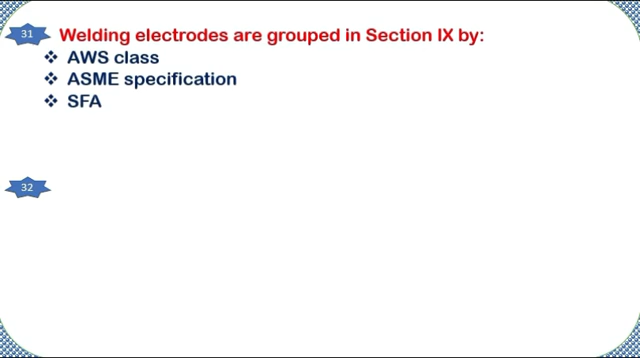 31 Welding electrodes are grouped in Section IX by:
❖ AWS class
❖ ASME specification
❖ SFA
32